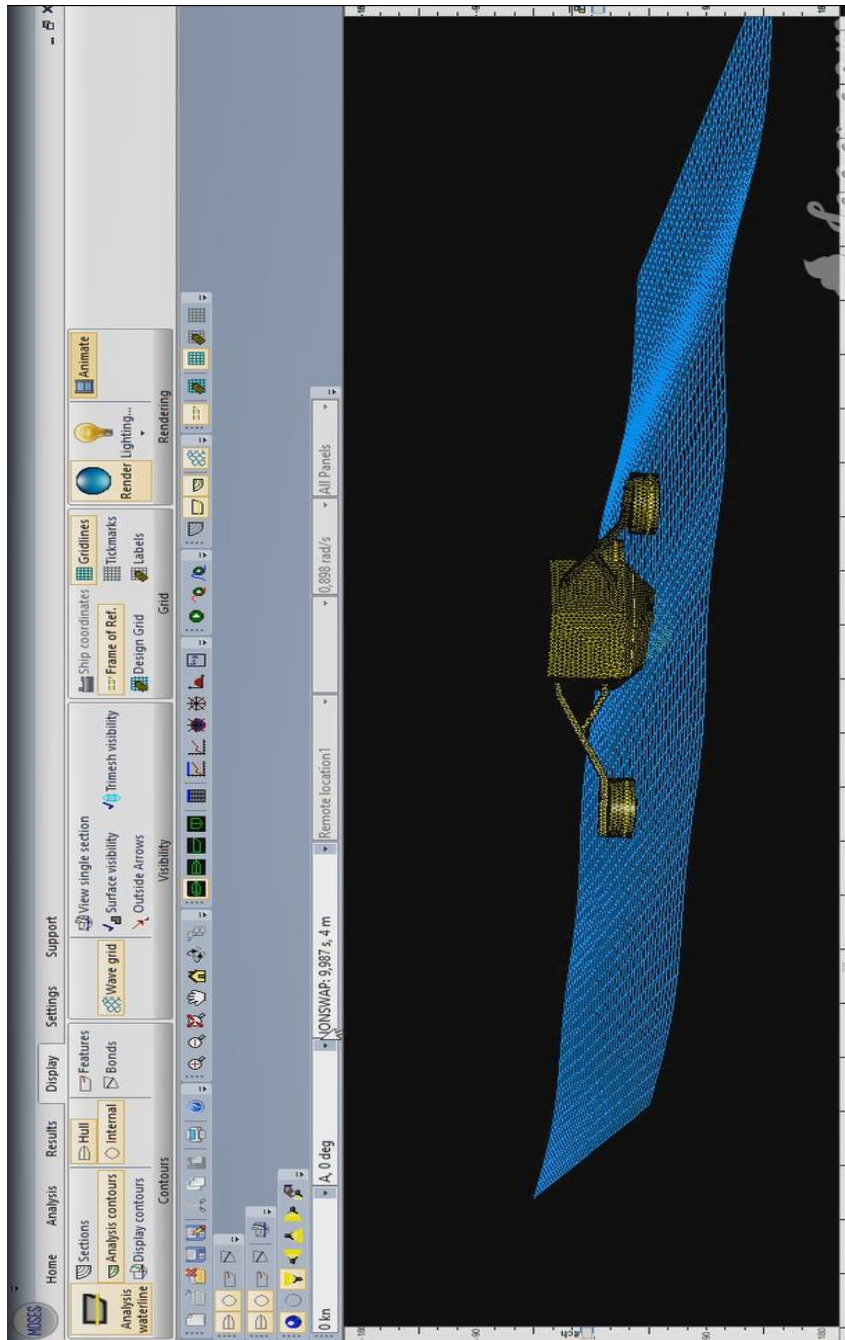 MOSES
Home Analysis Results Display Settings Support
Analysis waterline
Sections
Analysis contours
Display contours
Hull
Internal
Features
Bonds
Contours
Wave grid
View single section
Surface visibility
Outside Arrows
Trimesh visibility
Visibility
Ship coordinates
Frame of Ref.
Design Grid
Gridlines
Tickmarks
Labels
Grid
Render
Lighting...
Animate
Rendering
0 kn
A, 0 deg
JONSWAP: 9,987 s, 4 m
Remote location1
0,898 rad/s
All Panels